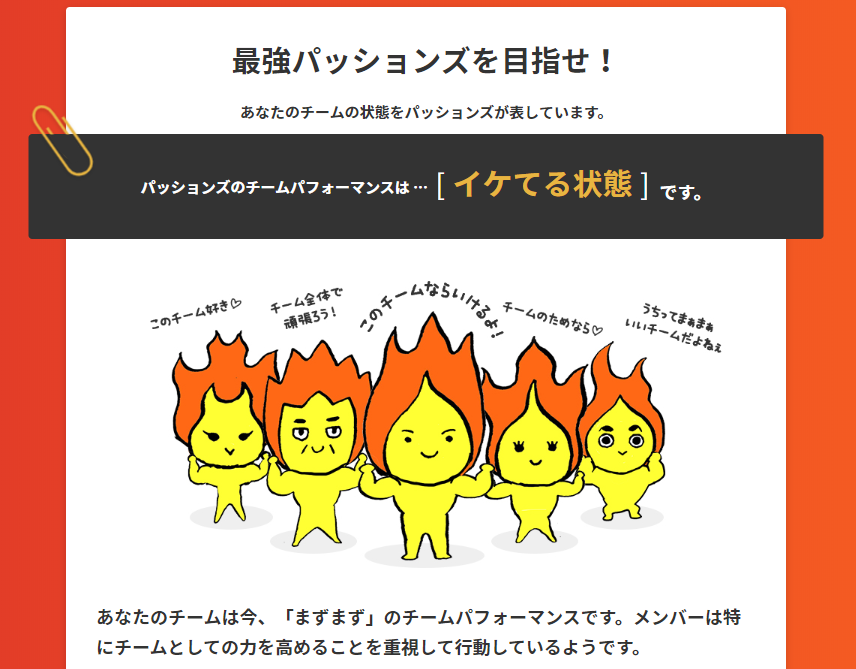 最強パッションズを目指せ！
あなたのチームの状態をパッションズが表しています。
パッションズのチームパフォーマンスは … [ イケてる状態 ] です。
このチーム好き♡
チーム全体で
頑張ろう！
このチームならいけるよ！
チームのためなら♡
うちってまぁまぁ
いいチームだよねぇ
あなたのチームは今、「まずまず」のチームパフォーマンスです。メンバーは特
にチームとしての力を高めることを重視して行動しているようです。